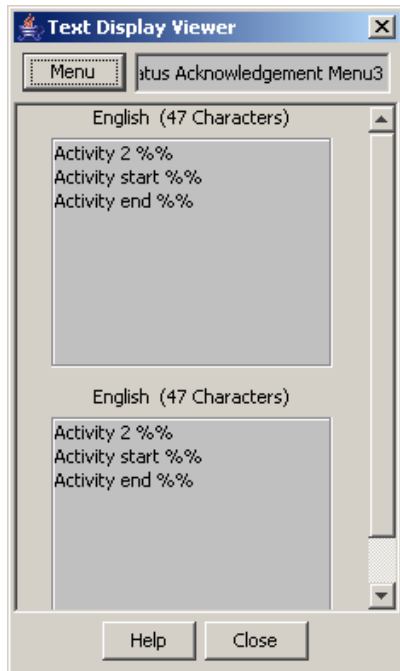 Text Display Viewer
Menu
atus Acknowledgement Menu3
English (47 Characters)
Activity 2 %%
Activity start %%
Activity end %%
English (47 Characters)
Activity 2 %%
Activity start %%
Activity end %%
Help
Close